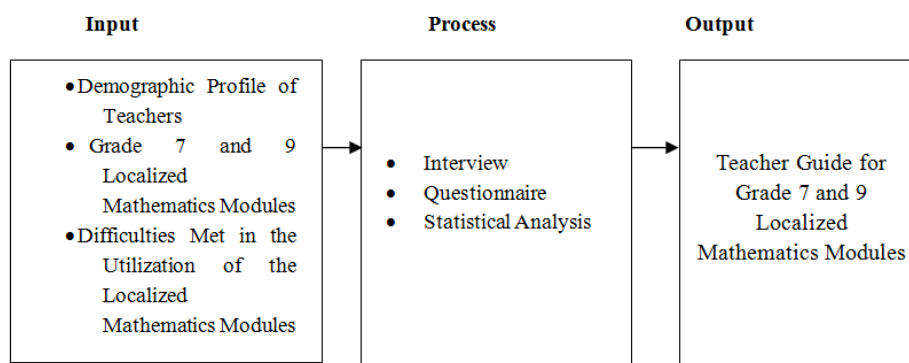 Input
Process
Output
•Demographic Profile of
Teachers
• Grade 7 and 9
Localized
Mathematics Modules
•Difficulties Met in the
Utilization of the
Localized
Mathematics Modules
• Interview
• Questionnaire
• Statistical Analysis
Teacher Guide for
Grade 7 and 9
Localized
Mathematics Modules